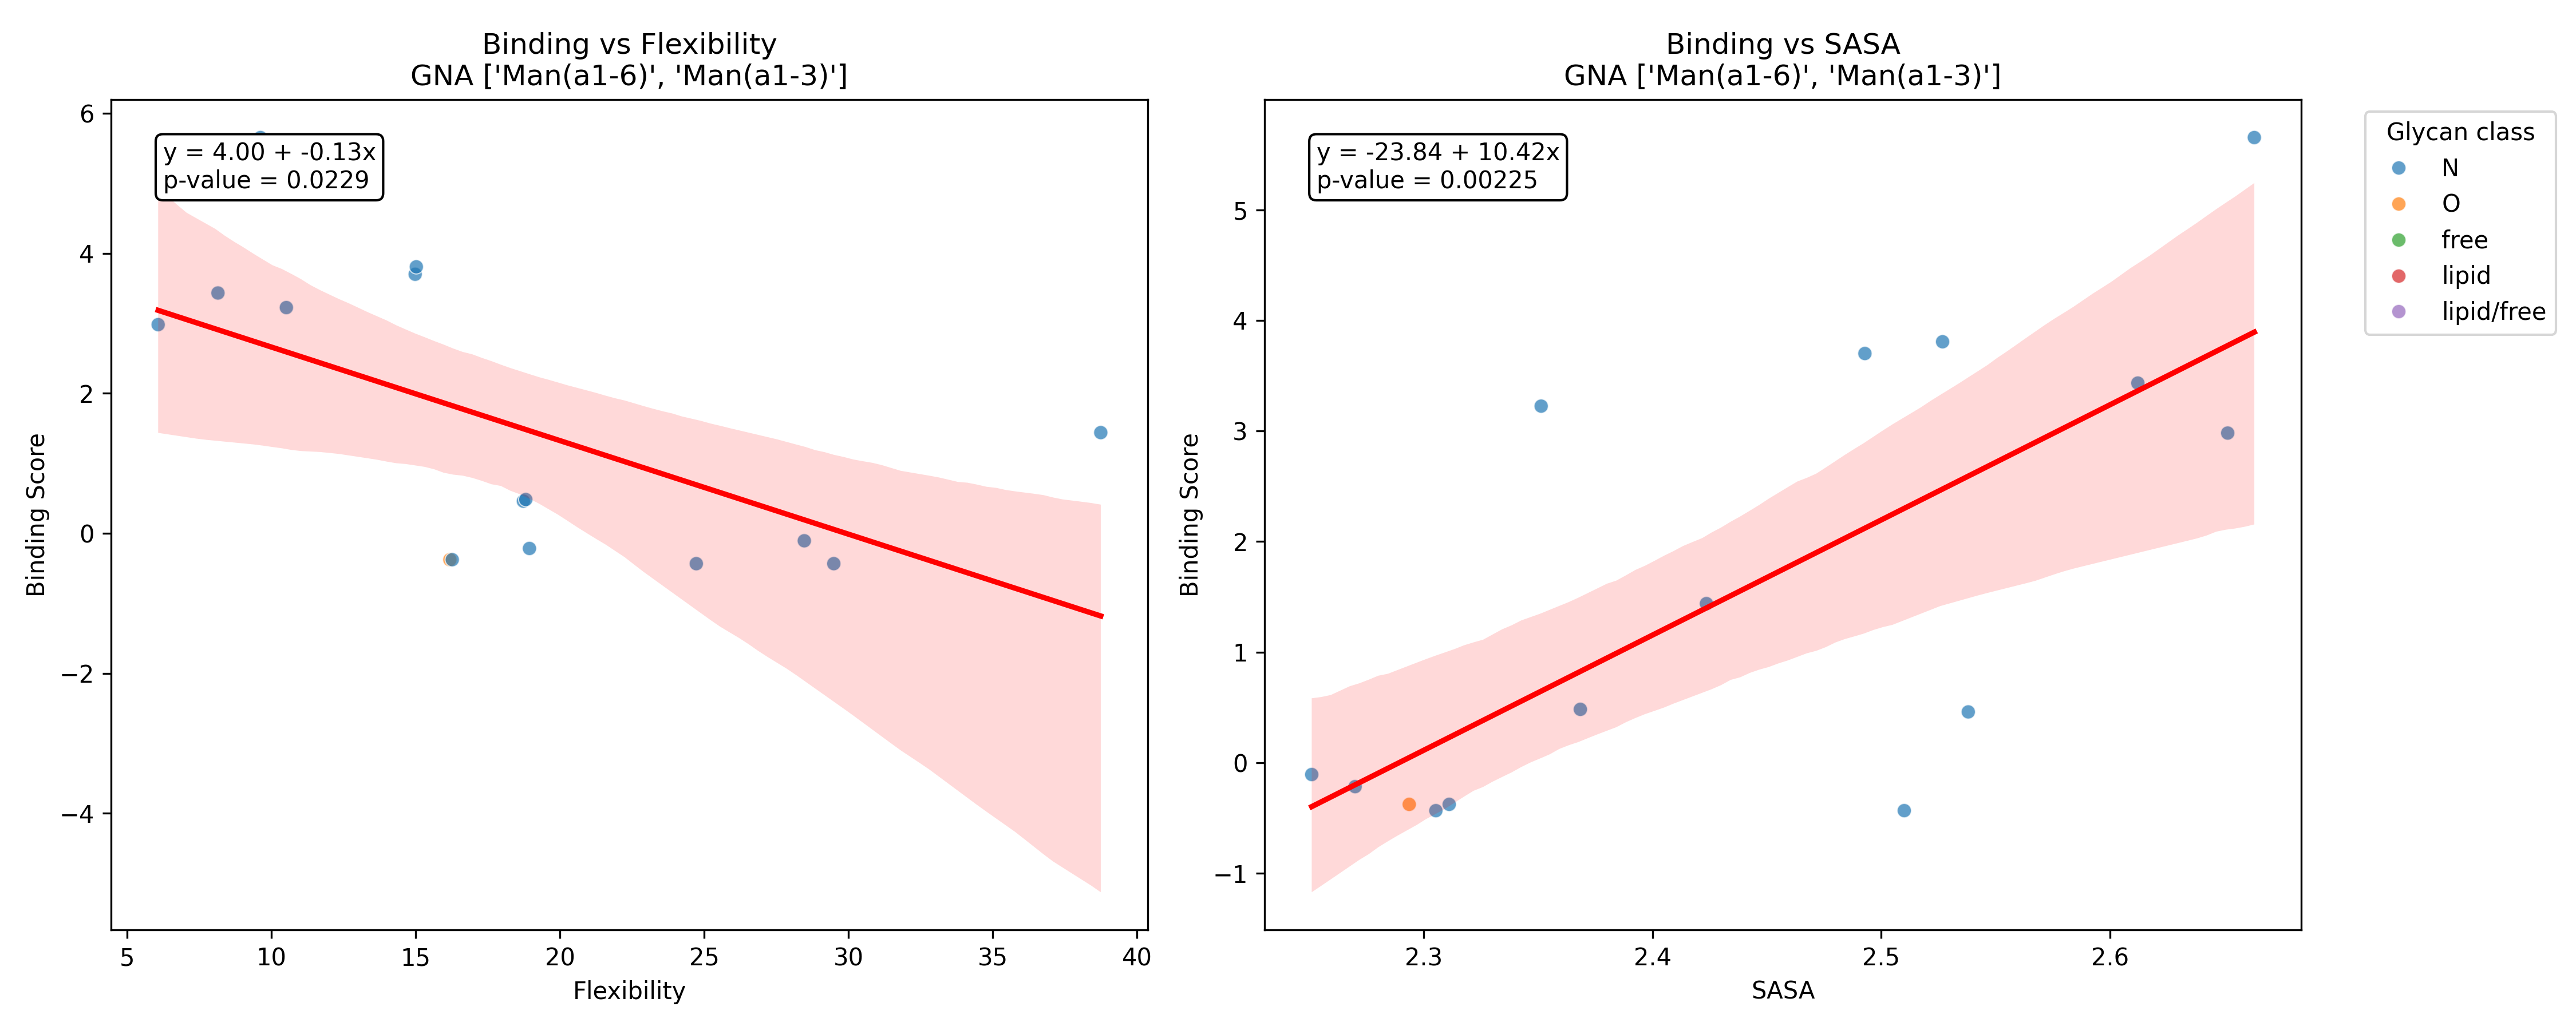 Binding vs Flexibility
GNA ['Man(a1-6)', 'Man(a1-3)']
y = 4.00 + -0.13x
p-value = 0.0229
6
4
2
0
−2
−4
Binding Score
5
10
15
20
25
30
35
40
Flexibility
Binding vs SASA
GNA ['Man(a1-6)', 'Man(a1-3)']
y = -23.84 + 10.42x
p-value = 0.00225
5
4
3
2
1
0
−1
Binding Score
2.3
2.4
2.5
2.6
SASA
Glycan class
N
O
free
lipid
lipid/free